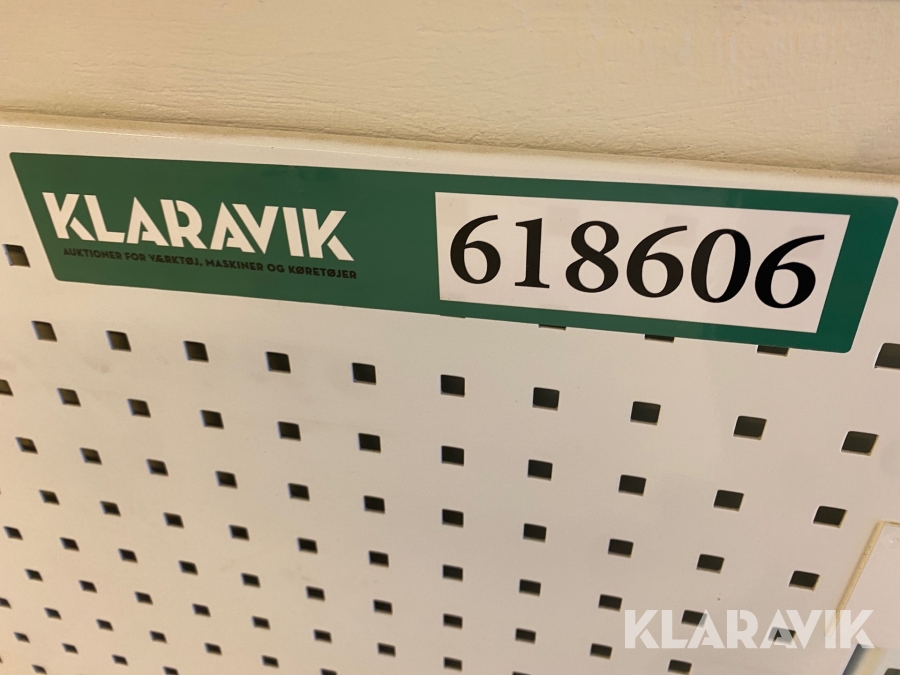 KLARAVIK
AUKTIONER FOR VÆRKTØJ, MASKINER OG KØRETØJER
618606
KLARAVIK